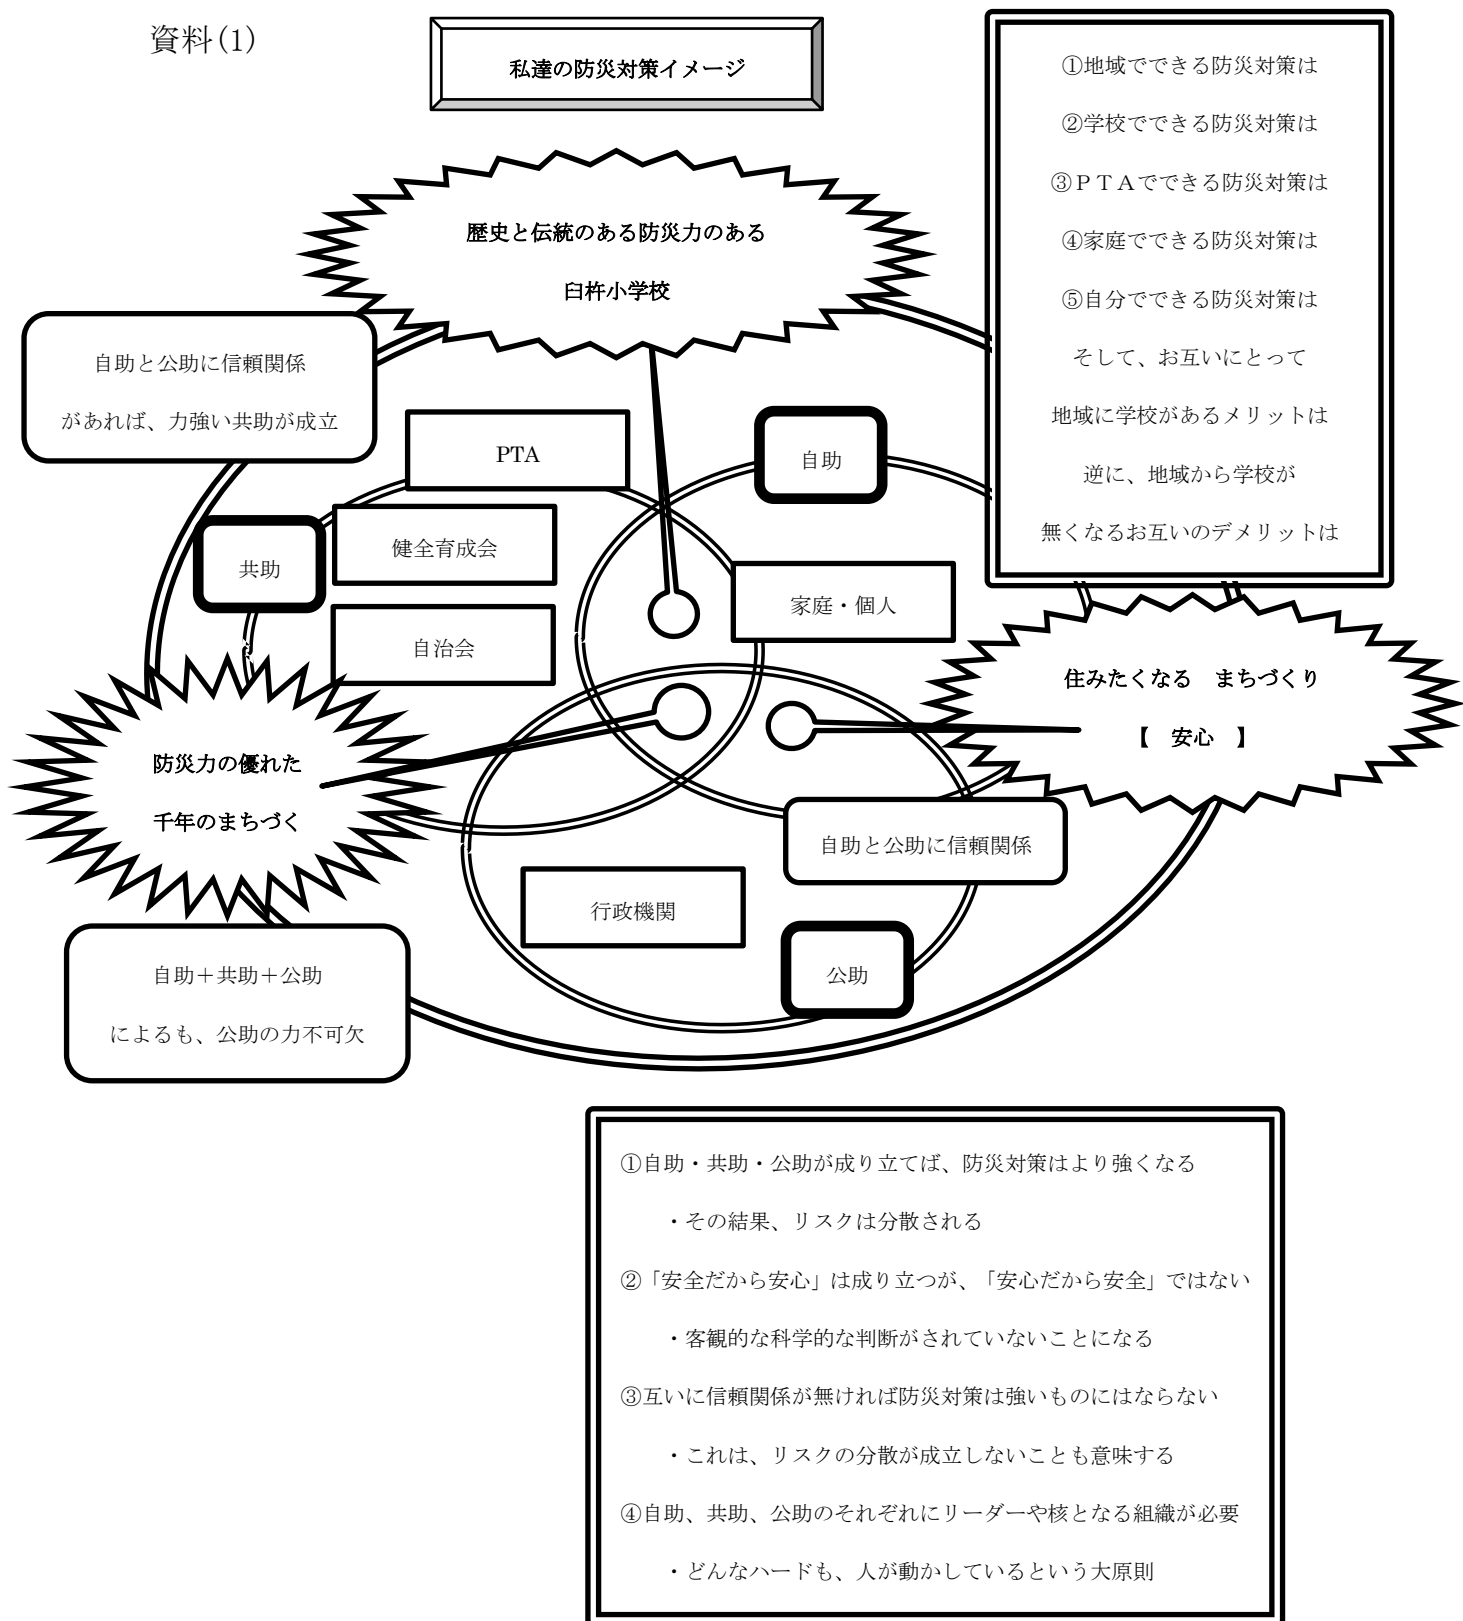 資料(1)
私達の防災対策イメージ
①地域でできる防災対策は
②学校でできる防災対策は
③ＰＴＡでできる防災対策は
④家庭でできる防災対策は
⑤自分でできる防災対策は
そして、お互いにとって
地域に学校があるメリットは
逆に、地域から学校が
無くなるお互いのデメリットは
歴史と伝統のある防災力のある
臼杵小学校
自助と公助に信頼関係
があれば、力強い共助が成立
PTA
自助
健全育成会
共助
家庭・個人
自治会
住みたくなる　まちづくり
【　安心　】
防災力の優れた
千年のまちづく
自助と公助に信頼関係
行政機関
公助
自助＋共助＋公助
によるも、公助の力不可欠
①自助・共助・公助が成り立てば、防災対策はより強くなる
・その結果、リスクは分散される
②「安全だから安心」は成り立つが、「安心だから安全」ではない
・客観的な科学的な判断がされていないことになる
③互いに信頼関係が無ければ防災対策は強いものにはならない
・これは、リスクの分散が成立しないことも意味する
④自助、共助、公助のそれぞれにリーダーや核となる組織が必要
・どんなハードも、人が動かしているという大原則